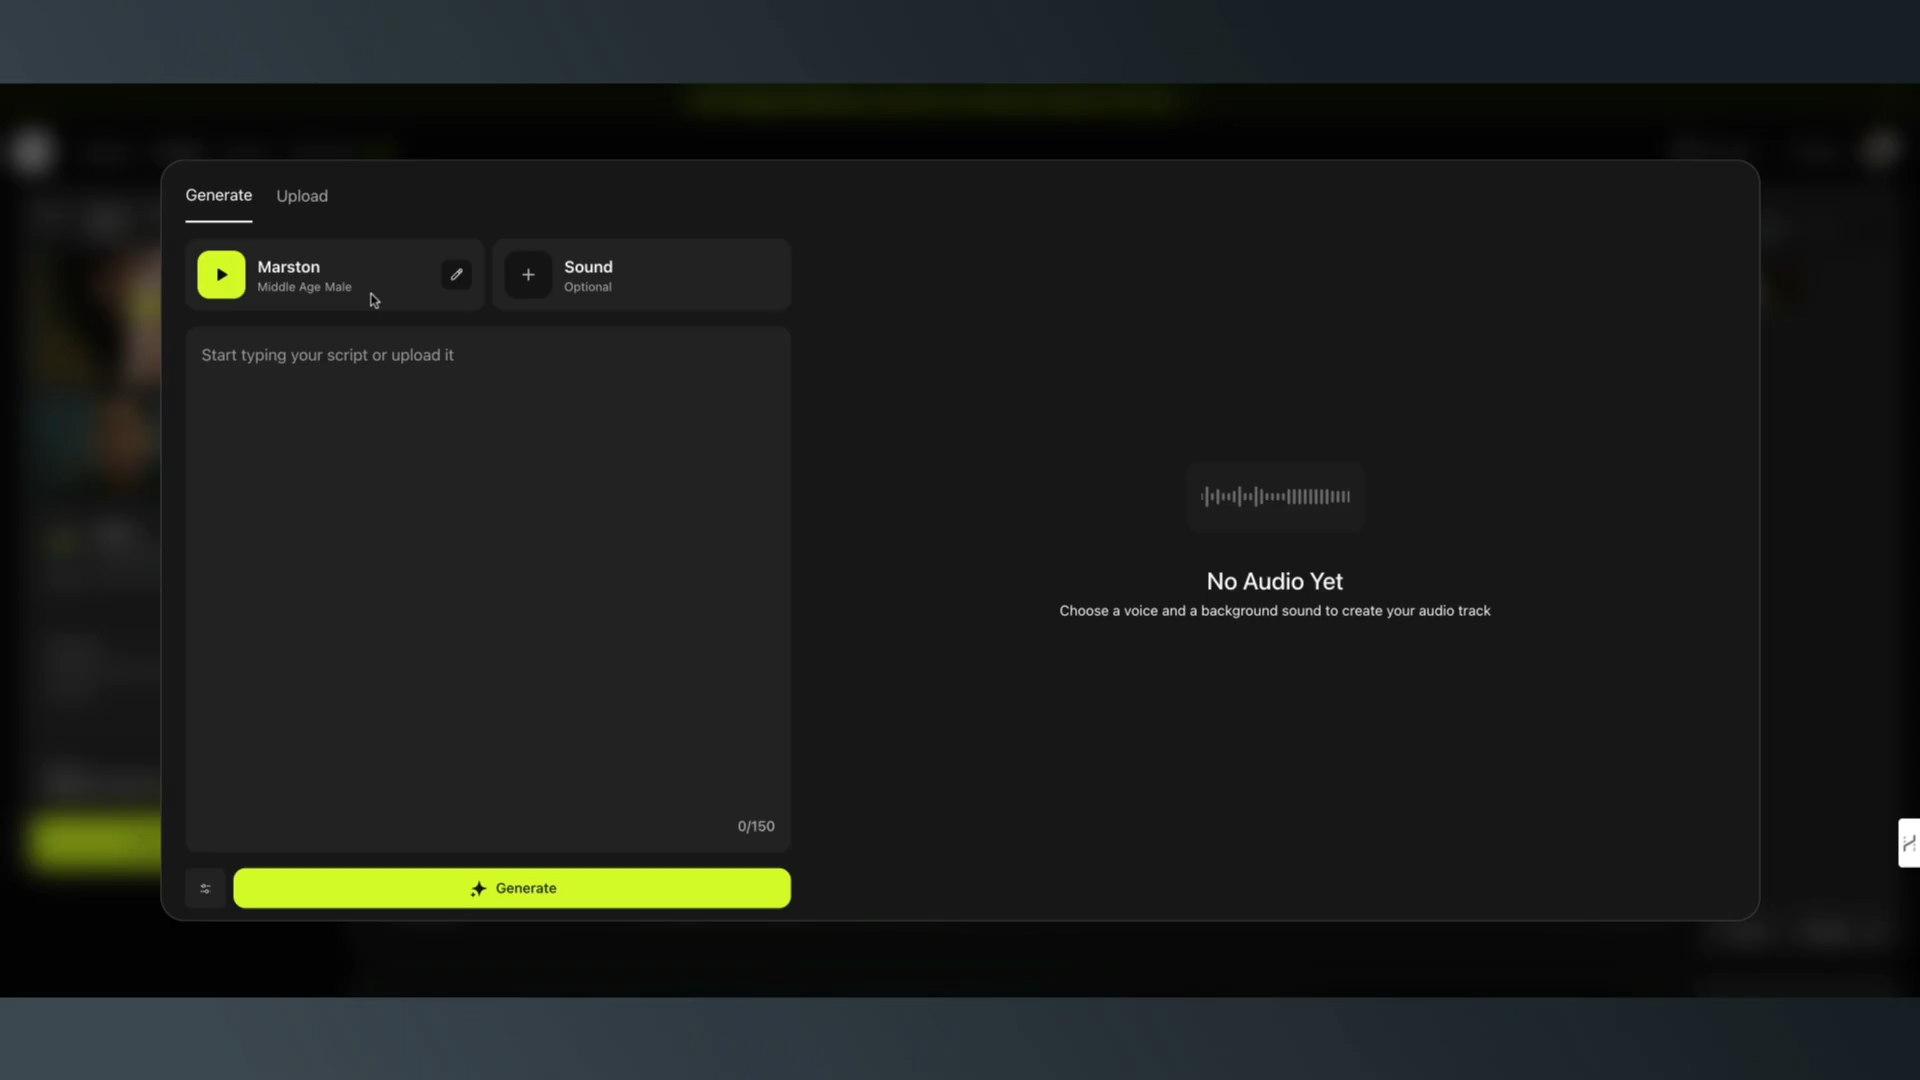 Generate
Upload
Marston
Middle Age Male
Sound
Optional
Start typing your script or upload it
0/150
Generate
No Audio Yet
Choose a voice and a background sound to create your audio track